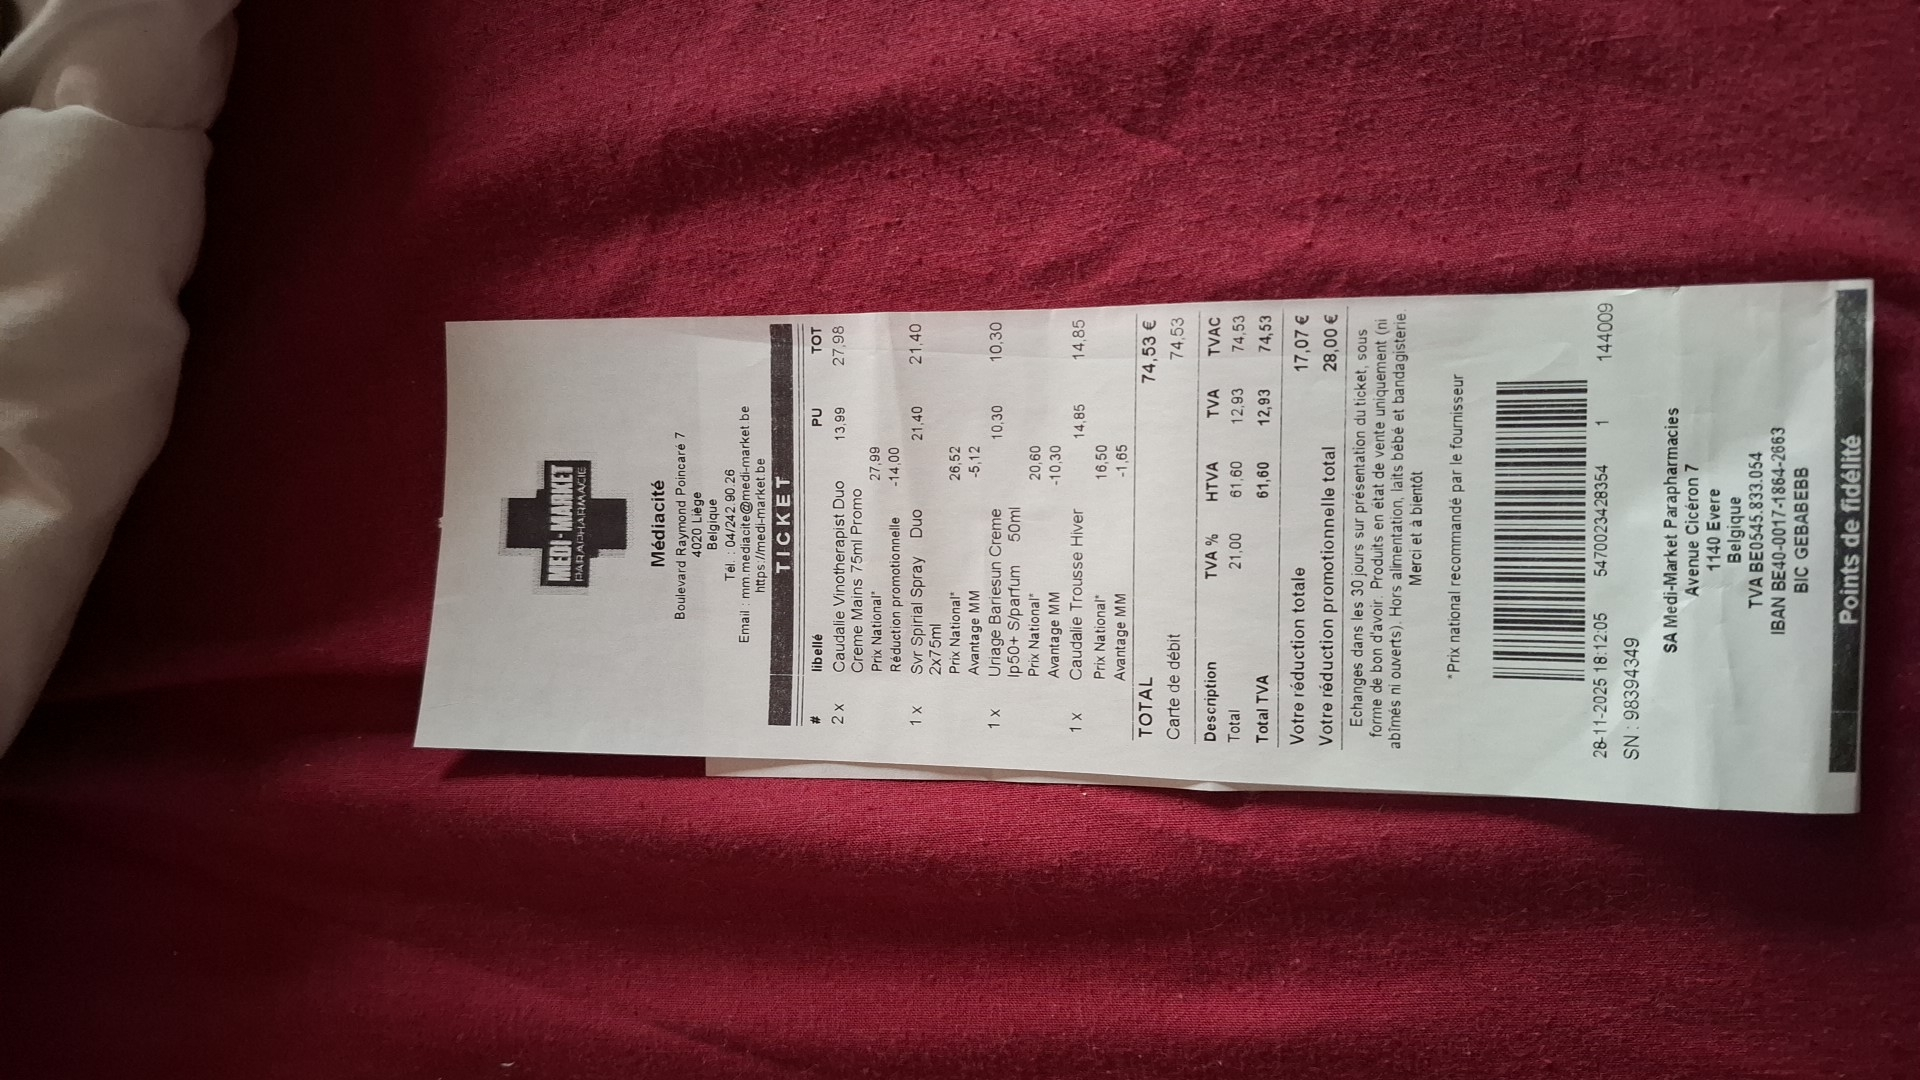 MEDI-MARKET
PARAPHARMACIE
Médiacité
Boulevard Raymond Poincaré 7
4020 Liège
Belgique
Tel. : 04/242.90.26
Email : mm.mediacite@medi-market.be
https://medi-market.be
TICKET
# libellé PU TOT
2 x Caudalie Vinotherapist Duo 13,99 27,98
Creme Mains 75ml Promo
Prix National* 27,99
Réduction promotionnelle -14,00
1 x Svr Spirial Spray Duo 21,40 21,40
2x75ml
Prix National* 26,52
Avantage MM -5,12
1 x Uriage Bariesun Creme 10,30 10,30
Ip50+ S/parfum 50ml
Prix National* 20,60
Avantage MM -10,30
1 x Caudalie Trousse Hiver 14,85 14,85
Prix National* 16,50
Avantage MM -1,65
TOTAL 74,53 €
Carte de débit 74,53
Description TVA % HTVA TVA TVAC
Total 21,00 61,60 12,93 74,53
Total TVA 61,60 12,93 74,53
Votre réduction totale 17,07 €
Votre réduction promotionnelle total 28,00 €
Echanges dans les 30 jours sur présentation du ticket, sous
forme de bon d'avoir. Produits en état de vente uniquement (ni
abîmés ni ouverts). Hors alimentation, laits bébé et bandagisterie.
Merci et à bientôt
*Prix national recommandé par le fournisseur
28-11-2025 18:12:05 5470023428354 1 144009
SN : 98394349
SA Medi-Market Parapharmacies
Avenue Cicéron 7
1140 Evere
Belgique
TVA BE0545.833.054
IBAN BE40-0017-1864-2663
BIC GEBABEBB
Points de fidélité